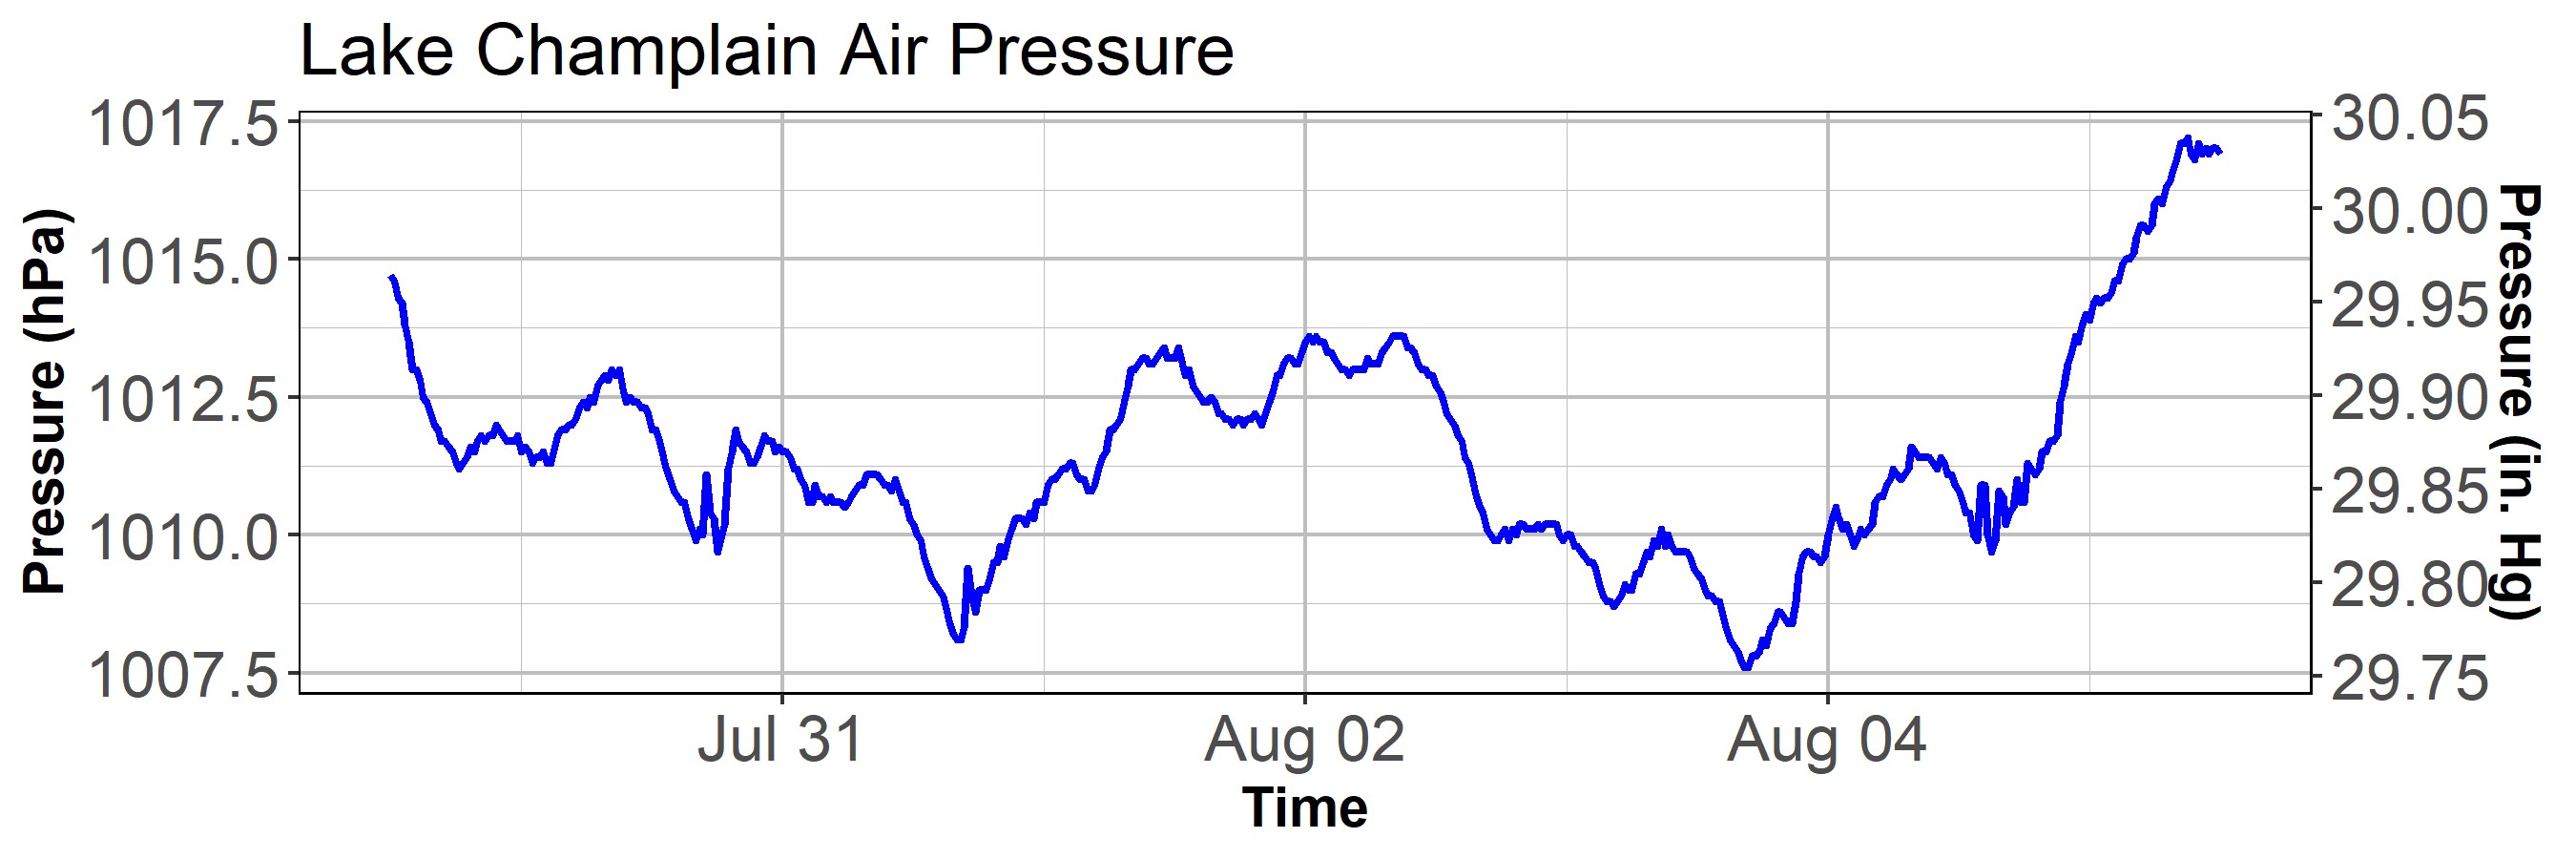 Lake Champlain Air Pressure
1017.5
1015.0
1012.5
1010.0
1007.5
Pressure (hPa)
30.05
30.00
29.95
29.90
29.85
29.80
29.75
Pressure (in. Hg)
Jul 31
Aug 02
Aug 04
Time